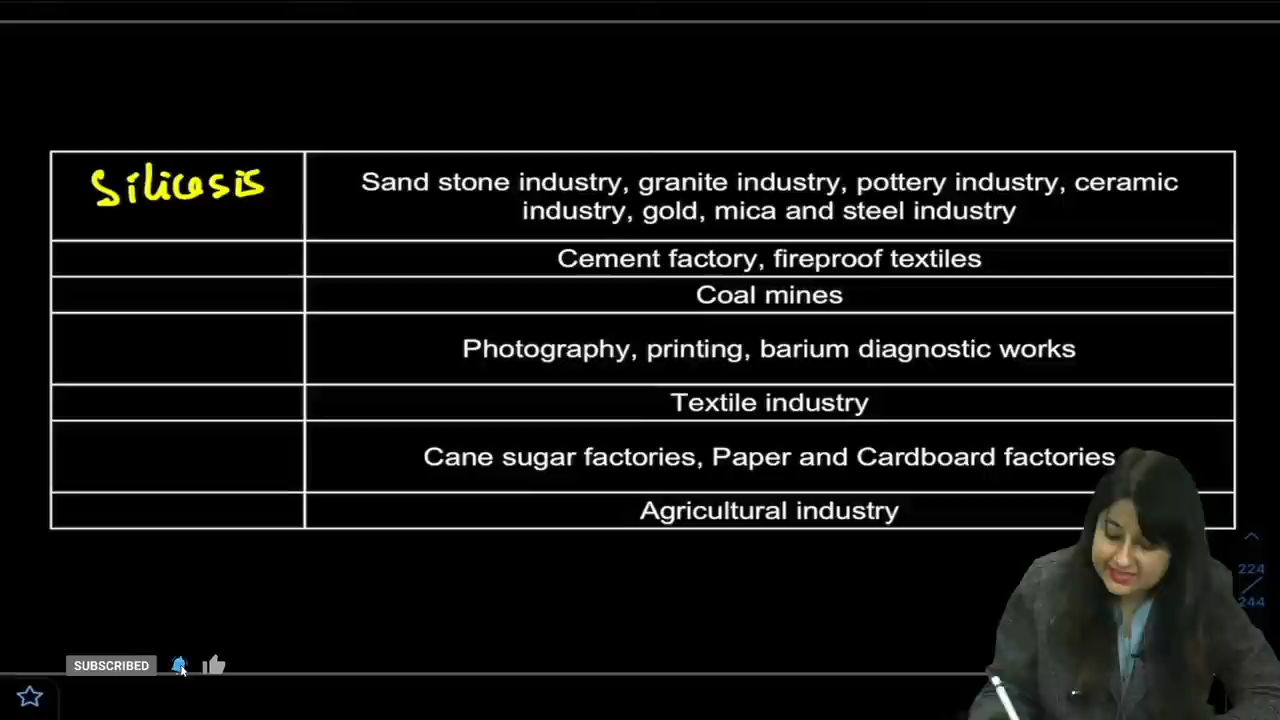 Silicosis
Sand stone industry, granite industry, pottery industry, ceramic
industry, gold, mica and steel industry
Cement factory, fireproof textiles
Coal mines
Photography, printing, barium diagnostic works
Textile industry
Cane sugar factories, Paper and Cardboard factories
Agricultural industry
224
244
SUBSCRIBED